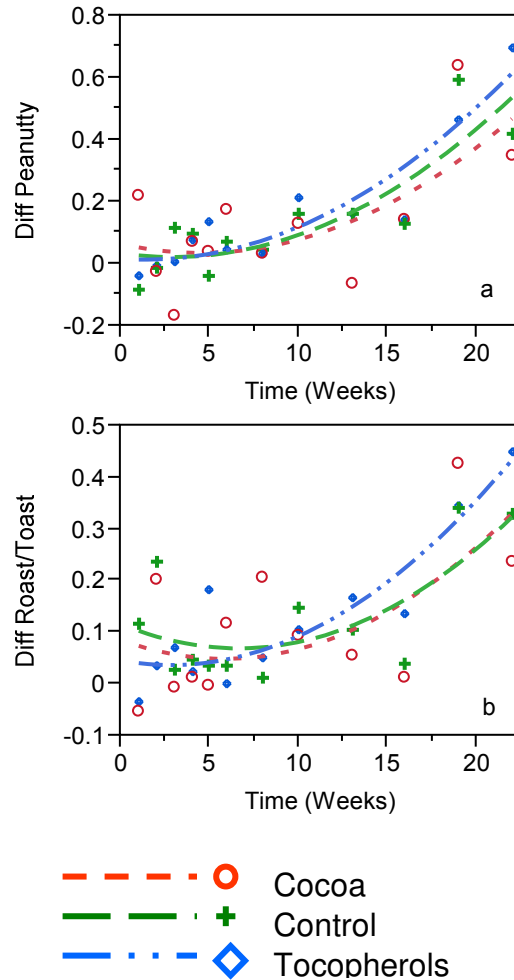 0.8
0.6
0.4
0.2
0
-0.2
Diff Peanutty
a
0 5 10 15 20
Time (Weeks)
0.5
0.4
0.3
0.2
0.1
0
-0.1
Diff Roast/Toast
b
0 5 10 15 20
Time (Weeks)
Cocoa
Control
Tocopherols